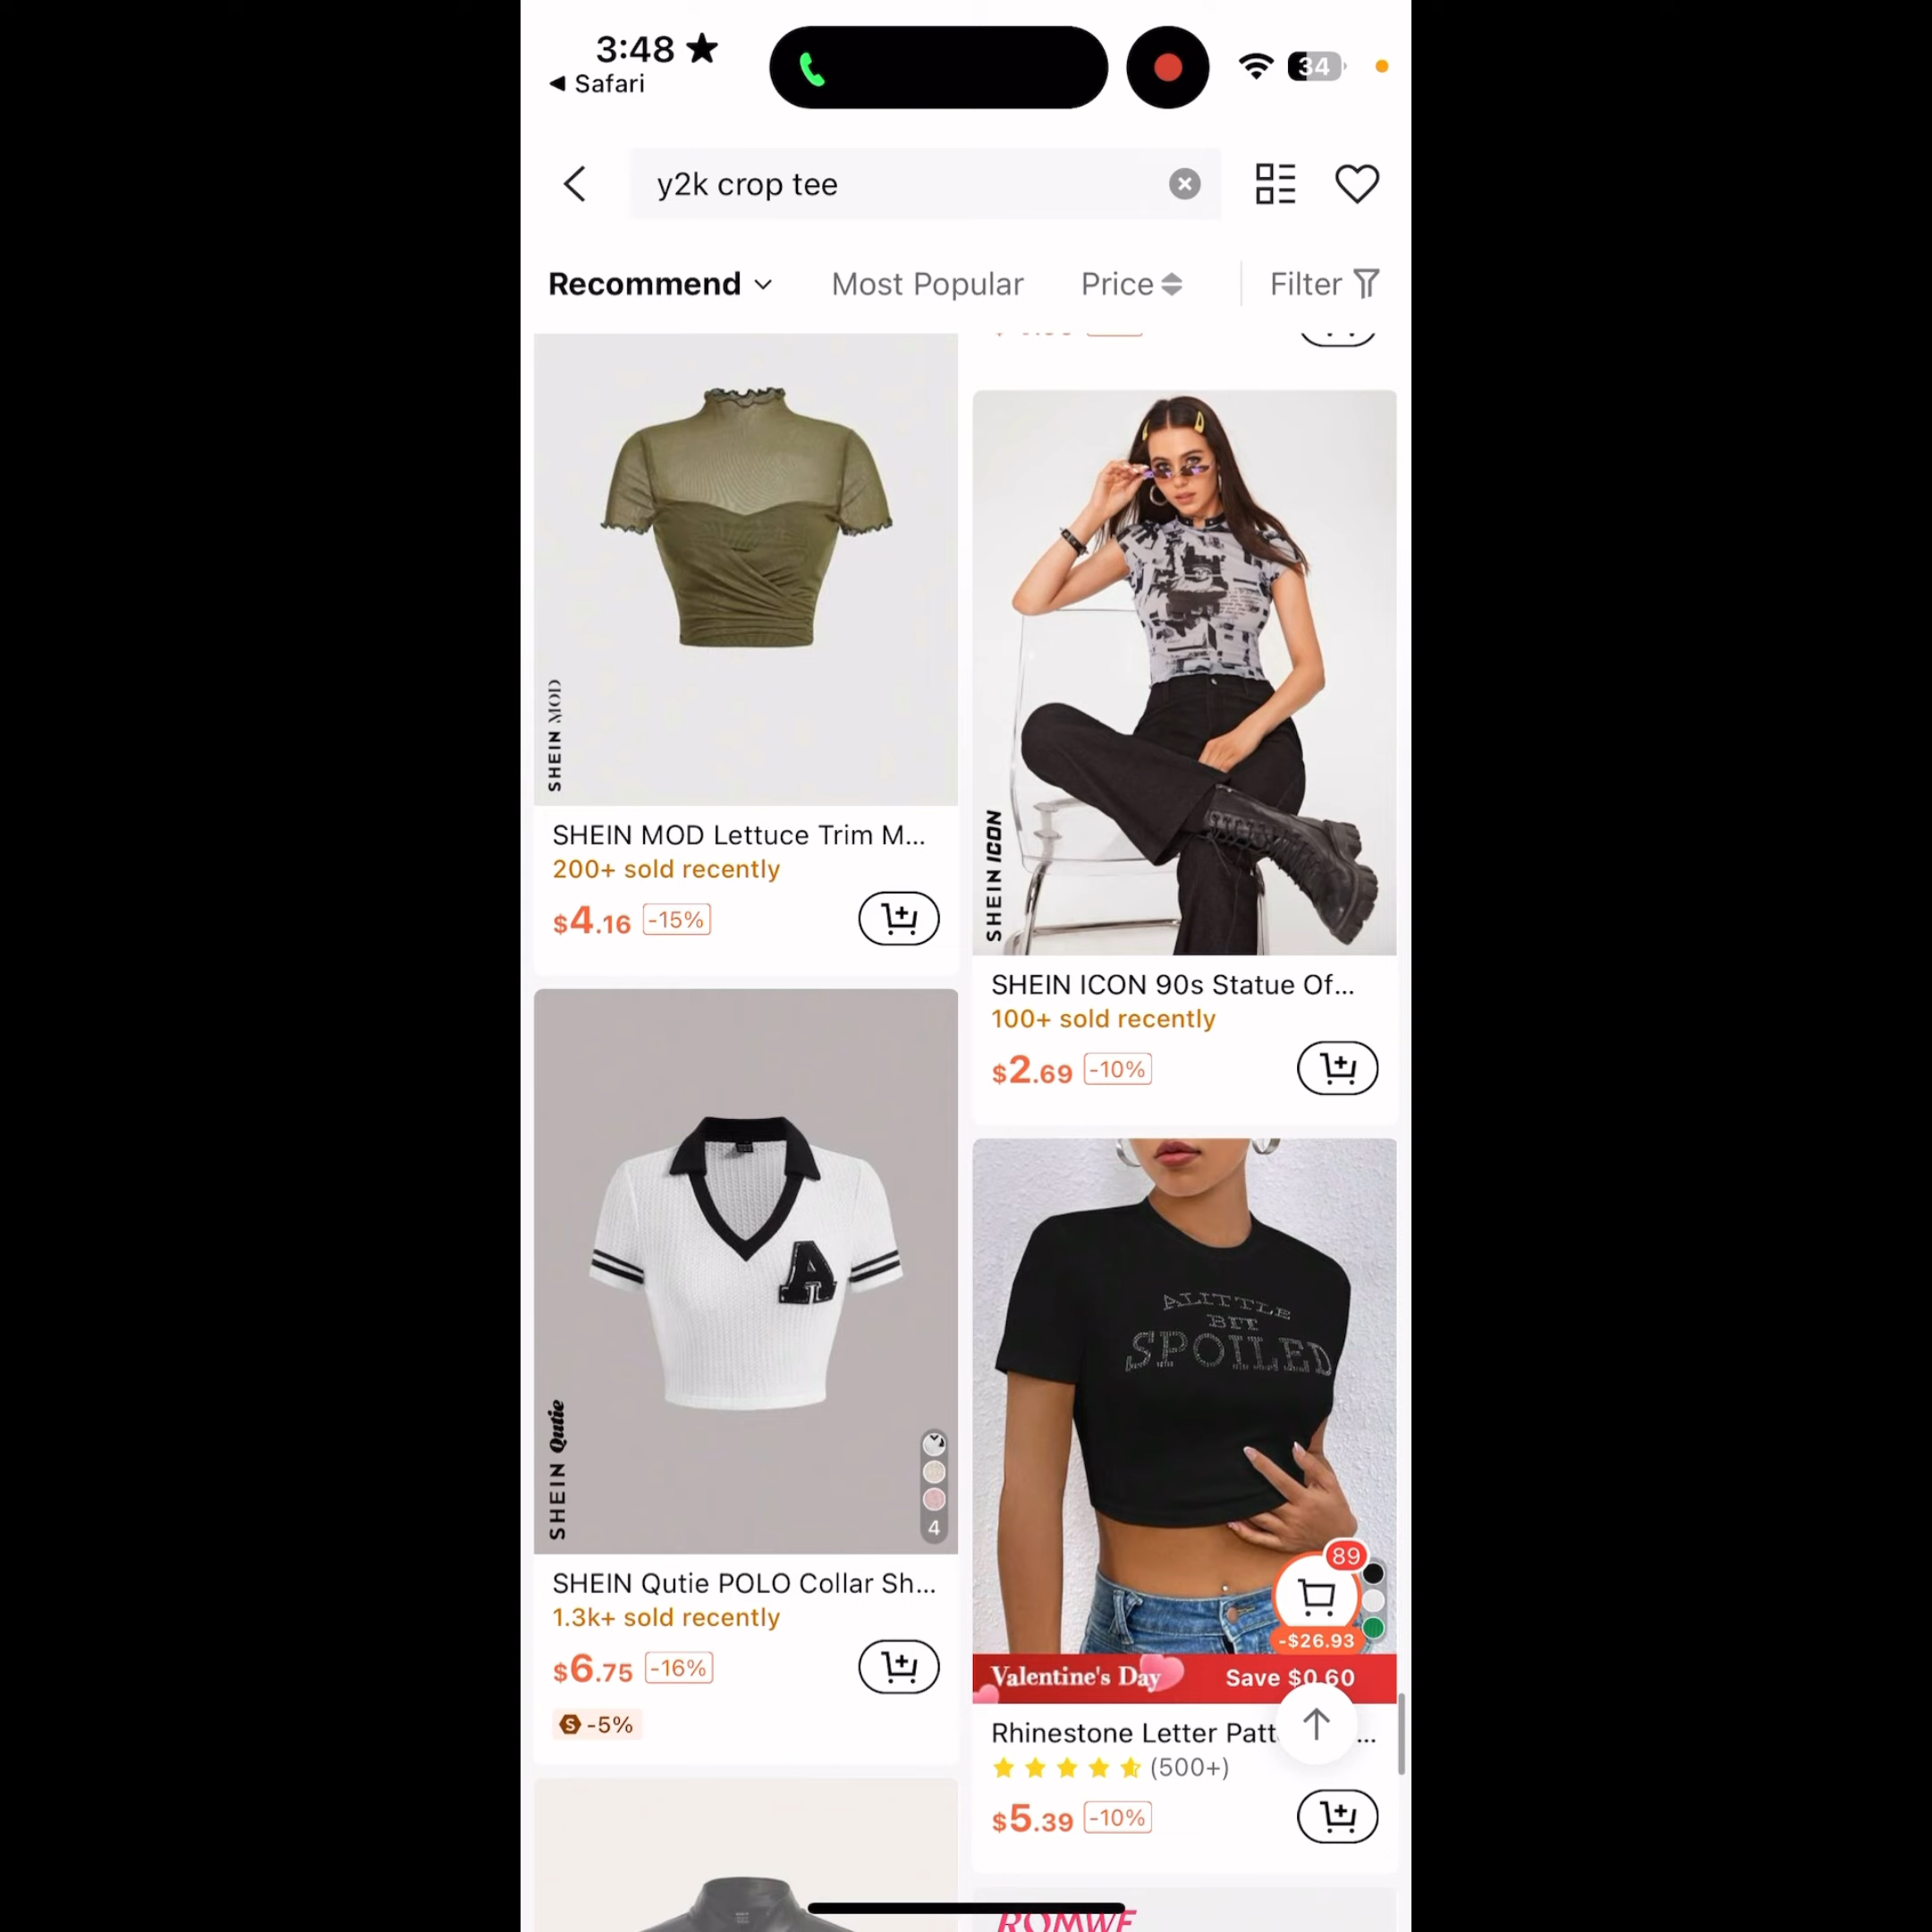 3:48
Safari
34
y2k crop tee
Recommend
Most Popular
Price
Filter
SHEIN MOD
SHEIN MOD Lettuce Trim M...
200+ sold recently
$4.16 -15%
SHEIN ICON
SHEIN ICON 90s Statue Of...
100+ sold recently
$2.69 -10%
A
SHEIN Qutie
4
SHEIN Qutie POLO Collar Sh...
1.3k+ sold recently
$6.75 -16%
S -5%
A LITTLE
BIT
SPOILED
89
-$26.93
Valentine's Day Save $0.60
Rhinestone Letter Patt ...
(500+)
$5.39 -10%
ROMWE